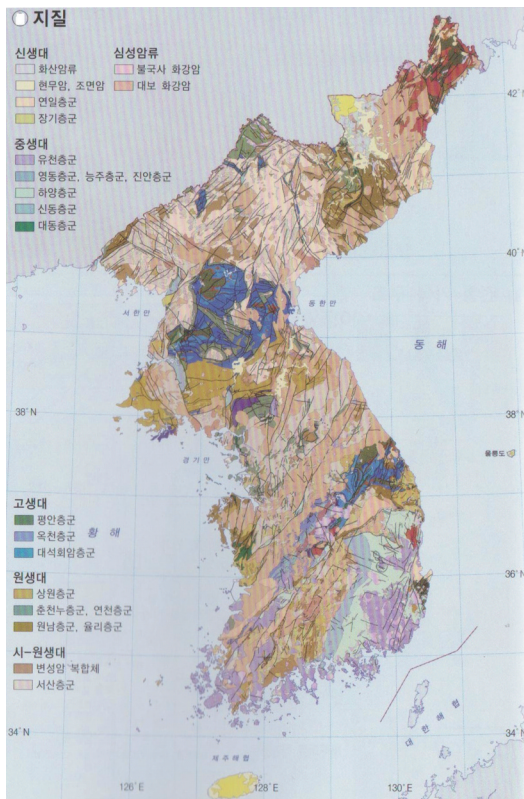 지질
신생대
화산암류
현무암, 조면암
연일층군
장기층군
심성암류
불국사 화강암
대보 화강암
중생대
유천층군
영동층군, 능주층군, 진안층군
하양층군
신동층군
대동층군
고생대
평안층군
옥천층군
대석회암층군
원생대
상원층군
춘천누층군, 연천층군
원남층군, 율리층군
시-원생대
변성암 복합체
서산층군
42°
40°
38° N
38° N
36°
34° N
34°
126° E
128° E
130° E
서한만
동한만
동 해
울릉도
경기만
황 해
대 한 해 협
제주해협